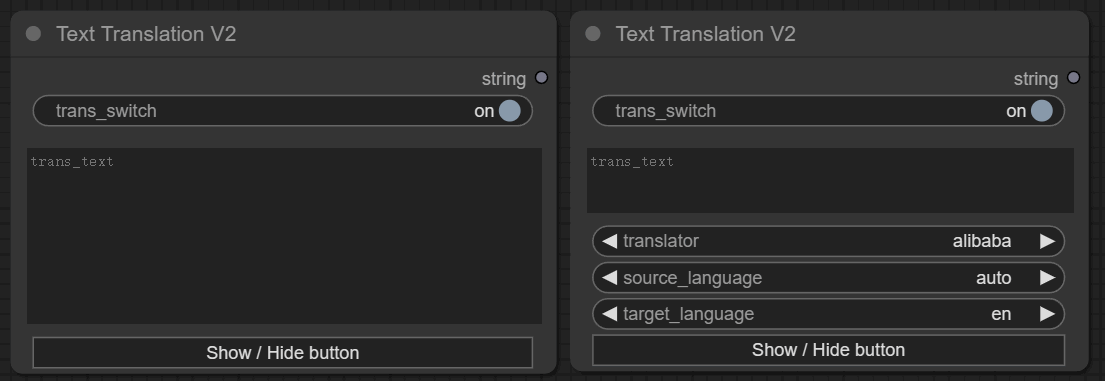 Text Translation V2
string
trans_switch on
trans_text
Show / Hide button
Text Translation V2
string
trans_switch on
trans_text
translator alibaba
source_language auto
target_language en
Show / Hide button